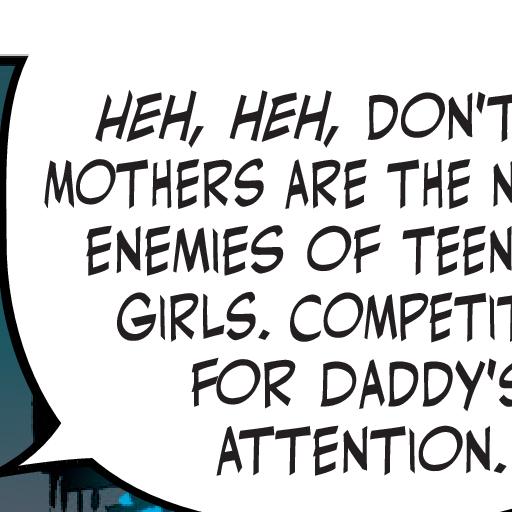 HEH, HEH, DON'T
MOTHERS ARE THE
ENEMIES OF TEEN
GIRLS. COMPETIT
FOR DADDY'S
ATTENTION.